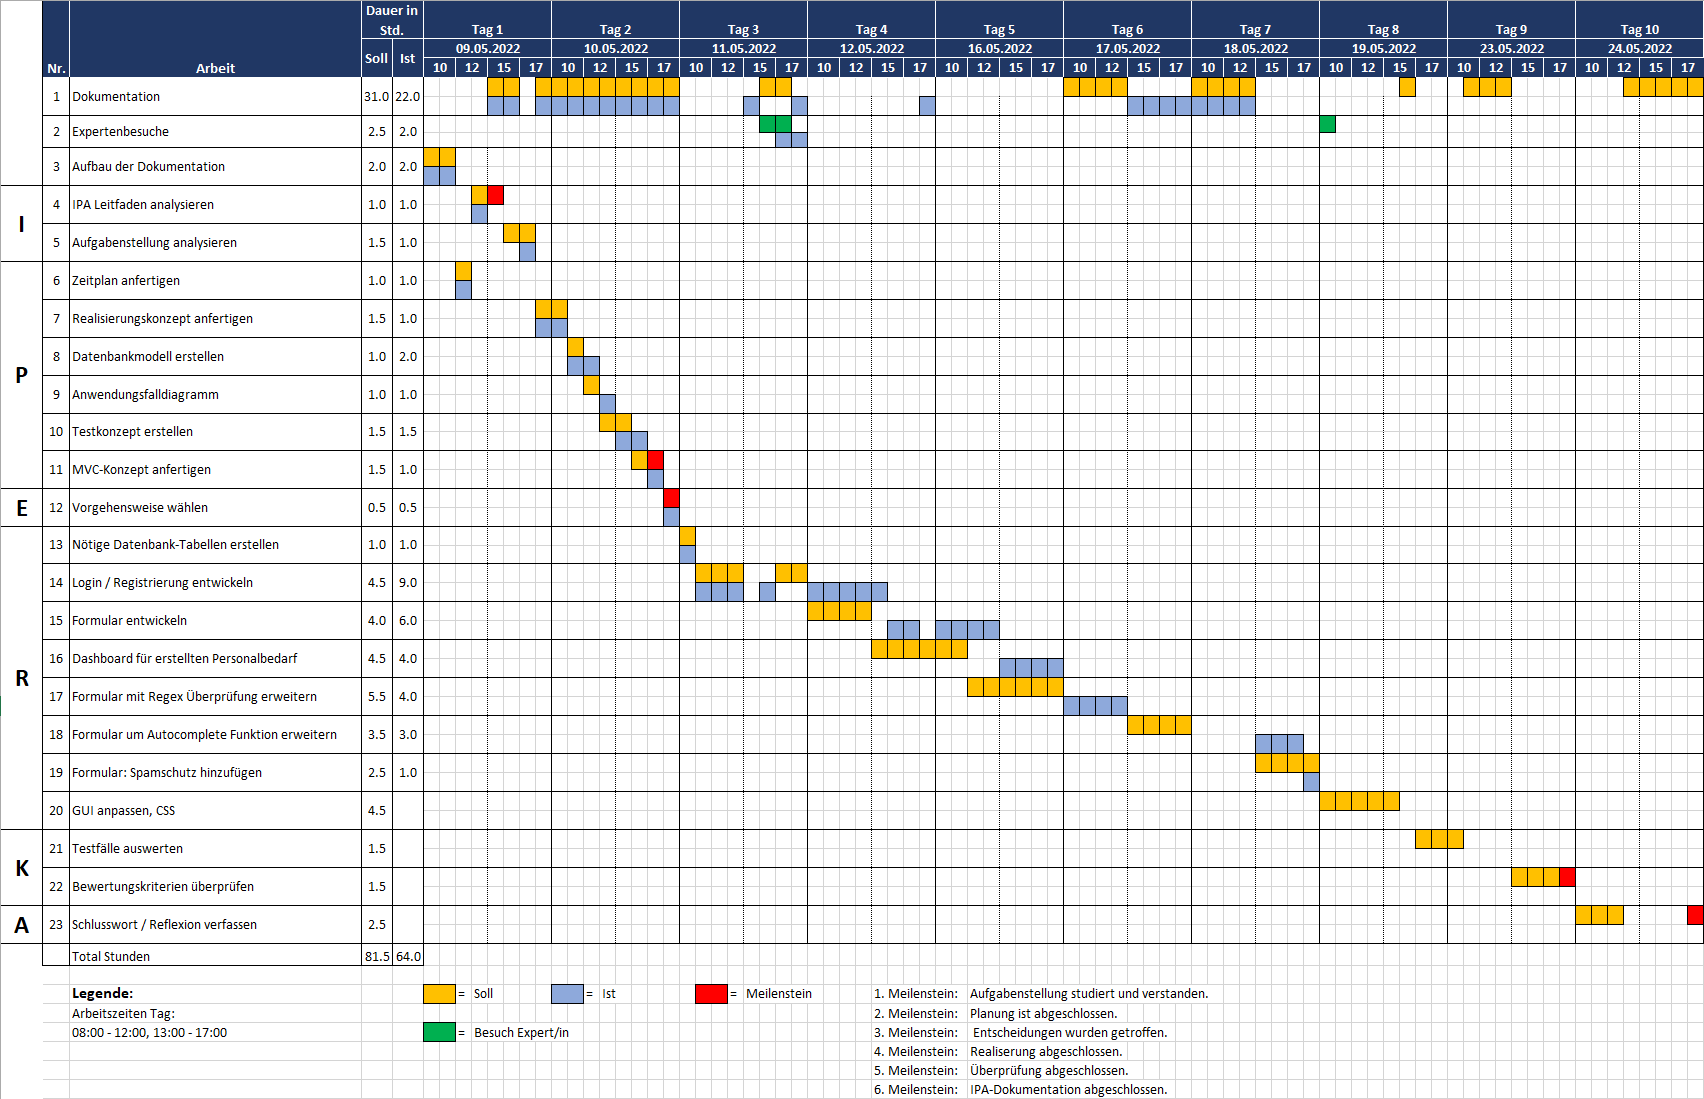 Dauer in Std.
Tag 1 Tag 2 Tag 3 Tag 4 Tag 5 Tag 6 Tag 7 Tag 8 Tag 9 Tag 10
09.05.2022 10.05.2022 11.05.2022 12.05.2022 16.05.2022 17.05.2022 18.05.2022 19.05.2022 23.05.2022 24.05.2022
Nr. Arbeit Soll Ist 10 12 15 17 10 12 15 17 10 12 15 17 10 12 15 17 10 12 15 17 10 12 15 17 10 12 15 17 10 12 15 17 10 12 15 17 10 12 15 17
1 Dokumentation 31.0 22.0
2 Expertenbesuche 2.5 2.0
3 Aufbau der Dokumentation 2.0 2.0
I
4 IPA Leitfaden analysieren 1.0 1.0
5 Aufgabenstellung analysieren 1.5 1.0
P
6 Zeitplan anfertigen 1.0 1.0
7 Realisierungskonzept anfertigen 1.5 1.0
8 Datenbankmodell erstellen 1.0 2.0
9 Anwendungsfalldiagramm 1.0 1.0
10 Testkonzept erstellen 1.5 1.5
11 MVC-Konzept anfertigen 1.5 1.0
E
12 Vorgehensweise wählen 0.5 0.5
R
13 Nötige Datenbank-Tabellen erstellen 1.0 1.0
14 Login / Registrierung entwickeln 4.5 9.0
15 Formular entwickeln 4.0 6.0
16 Dashboard für erstellten Personalbedarf 4.5 4.0
17 Formular mit Regex Überprüfung erweitern 5.5 4.0
18 Formular um Autocomplete Funktion erweitern 3.5 3.0
19 Formular: Spamschutz hinzufügen 2.5 1.0
20 GUI anpassen, CSS 4.5
K
21 Testfälle auswerten 1.5
22 Bewertungskriterien überprüfen 1.5
A
23 Schlusswort / Reflexion verfassen 2.5
Total Stunden 81.5 64.0
Legende: = Soll = Ist = Meilenstein 1. Meilenstein: Aufgabenstellung studiert und verstanden.
Arbeitszeiten Tag: 2. Meilenstein: Planung ist abgeschlossen.
08:00 - 12:00, 13:00 - 17:00 = Besuch Expert/in 3. Meilenstein: Entscheidungen wurden getroffen.
4. Meilenstein: Realiserung abgeschlossen.
5. Meilenstein: Überprüfung abgeschlossen.
6. Meilenstein: IPA-Dokumentation abgeschlossen.